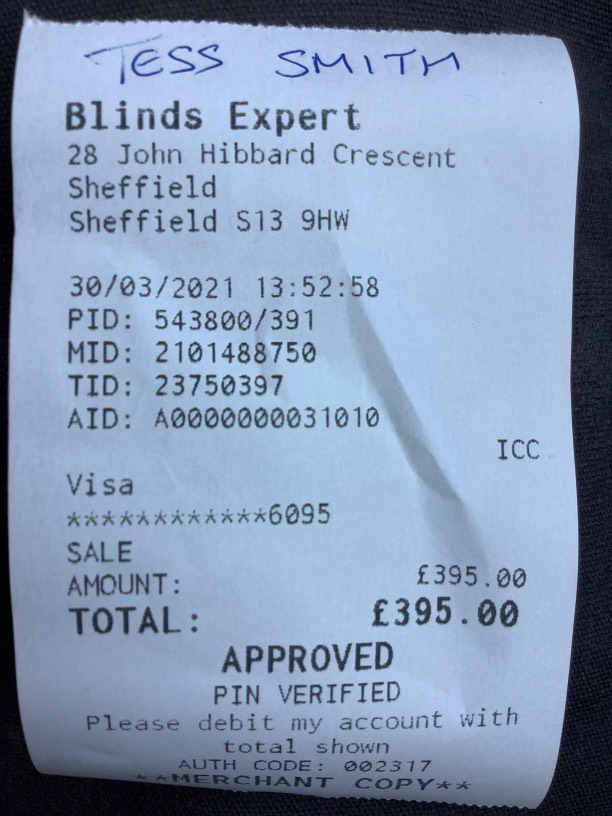 TESS SMITH
Blinds Expert
28 John Hibbard Crescent
Sheffield
Sheffield S13 9HW
30/03/2021 13:52:58
PID: 543800/391
MID: 2101488750
TID: 23750397
AID: A0000000031010
ICC
Visa
************6095
SALE
AMOUNT: £395.00
TOTAL: £395.00
APPROVED
PIN VERIFIED
Please debit my account with
total shown
AUTH CODE: 002317
**MERCHANT COPY**